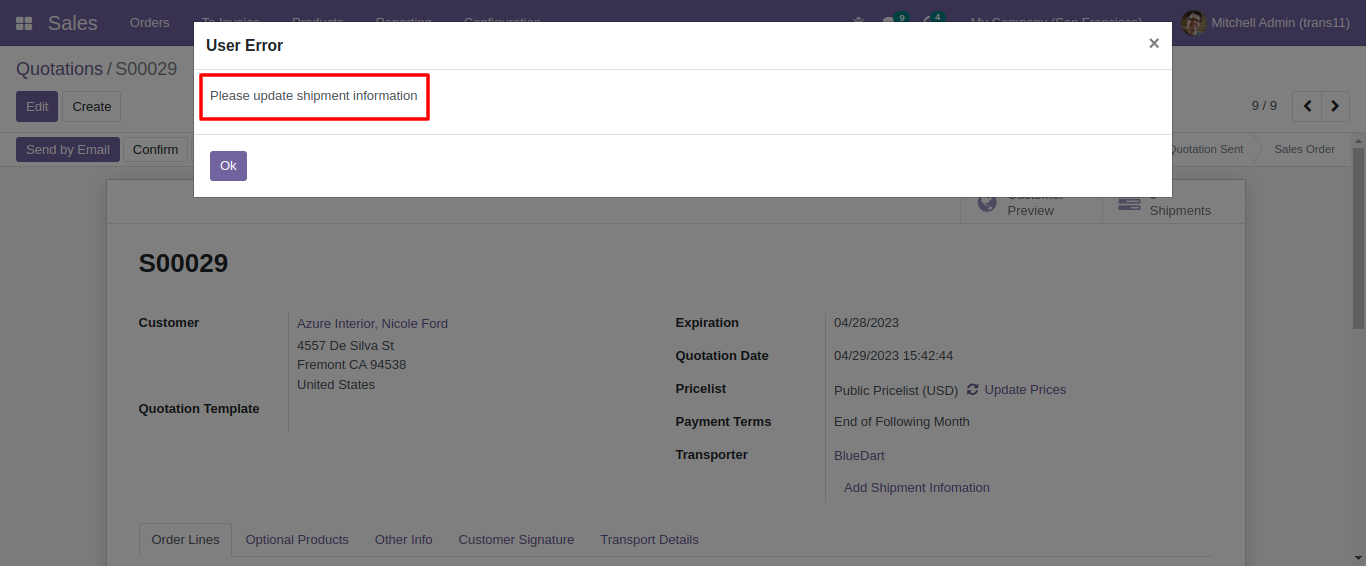 Sales Orders To Invoice Products Reporting Configuration 9 4 My Company (San Francisco) Mitchell Admin (trans11)
User Error ×
Quotations / S00029
Please update shipment information
Edit Create 9 / 9
Send by Email Confirm Quotation Sent Sales Order
Ok
Customer
Preview
Shipments
S00029
Customer Azure Interior, Nicole Ford
4557 De Silva St
Fremont CA 94538
United States
Quotation Template
Expiration 04/28/2023
Quotation Date 04/29/2023 15:42:44
Pricelist Public Pricelist (USD) Update Prices
Payment Terms End of Following Month
Transporter BlueDart
Add Shipment Infomation
Order Lines Optional Products Other Info Customer Signature Transport Details